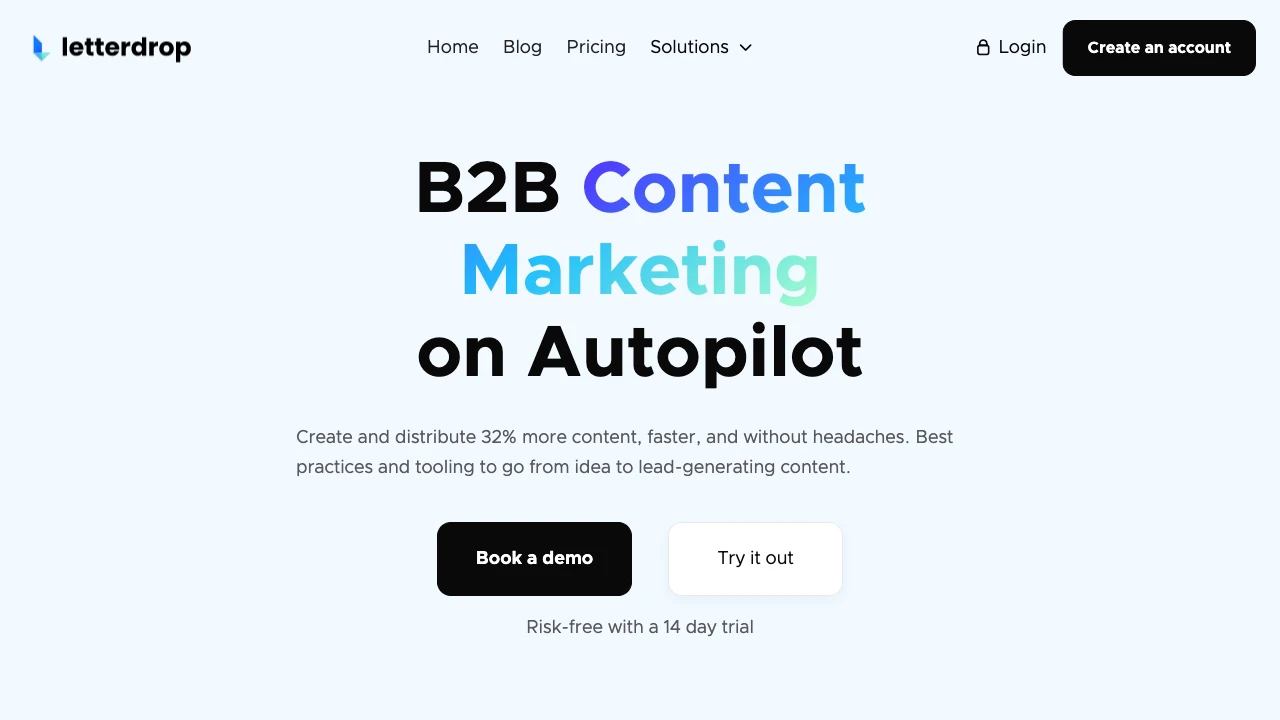 letterdrop
Home Blog Pricing Solutions
Login
Create an account
B2B Content
Marketing
on Autopilot
Create and distribute 32% more content, faster, and without headaches. Best
practices and tooling to go from idea to lead-generating content.
Book a demo
Try it out
Risk-free with a 14 day trial